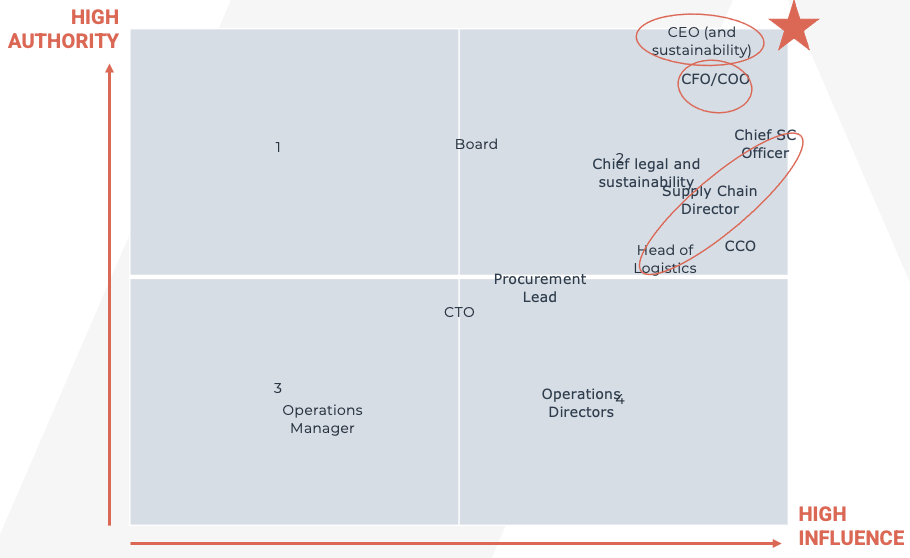 HIGH
AUTHORITY
CEO (and
sustainability)
CFO/COO
Chief SC
Officer
1
Board
2
Chief legal and
sustainability
Supply Chain
Director
CCO
Head of
Logistics
Procurement
Lead
CTO
3
Operations
Manager
Operations
Directors
4
HIGH
INFLUENCE